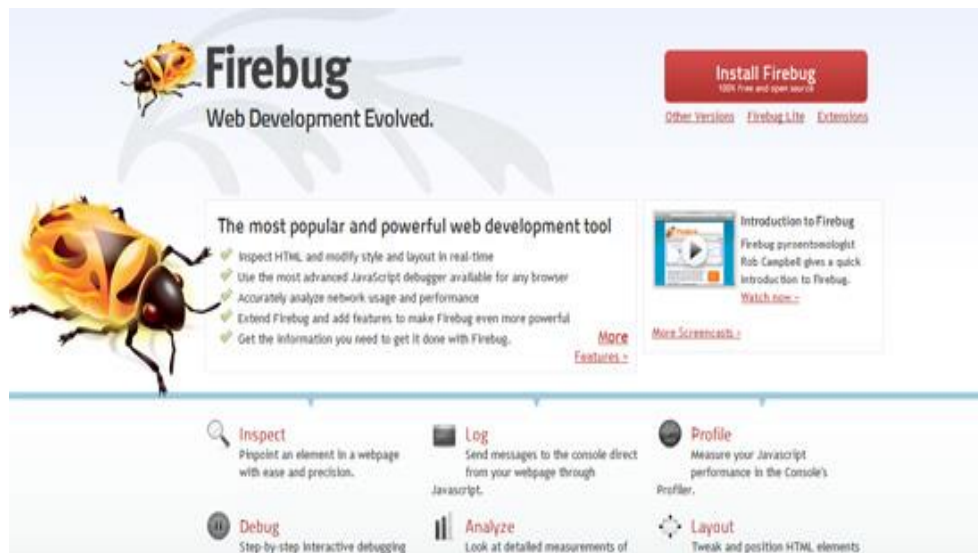 Firebug
Web Development Evolved.
Install Firebug
100% free and open source
Other Versions Firebug Lite Extensions
The most popular and powerful web development tool
Inspect HTML and modify style and layout in real-time
Use the most advanced JavaScript debugger available for any browser
Accurately analyze network usage and performance
Extend Firebug and add features to make Firebug even more powerful
Get the information you need to get it done with Firebug.
More
Features »
Introduction to Firebug
Firebug pyroentomologist
Rob Campbell gives a quick
introduction to Firebug.
Watch now »
More Screencasts »
Inspect
Pinpoint an element in a webpage
with ease and precision.
Log
Send messages to the console direct
from your webpage through
Javascript.
Profile
Measure your Javascript
performance in the Console's
Profiler.
Debug
Step-by-step interactive debugging
Analyze
Look at detailed measurements of
Layout
Tweak and position HTML elements